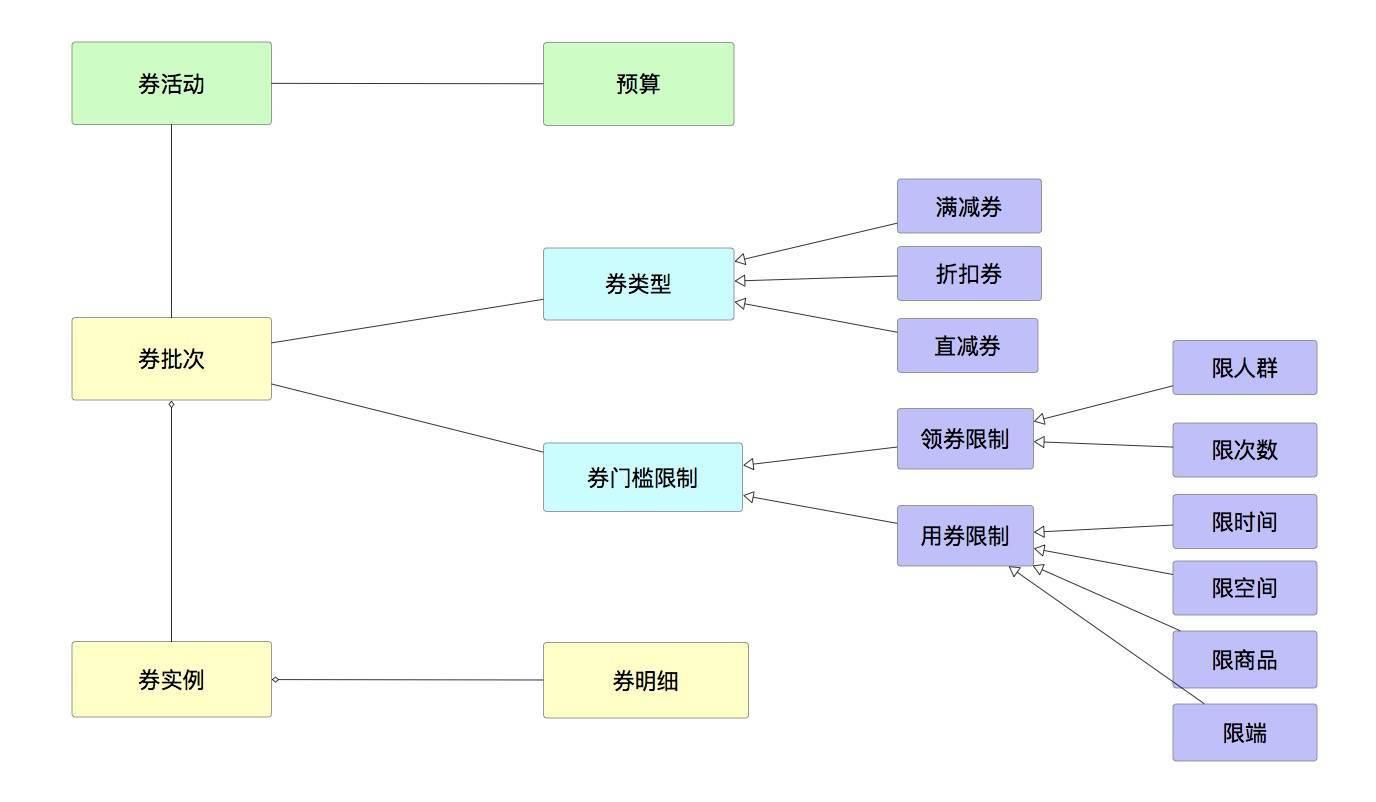 券活动
预算
满减券
折扣券
券类型
直减券
券批次
限人群
领券限制
限次数
券门槛限制
限时间
用券限制
限空间
限商品
券实例
券明细
限端